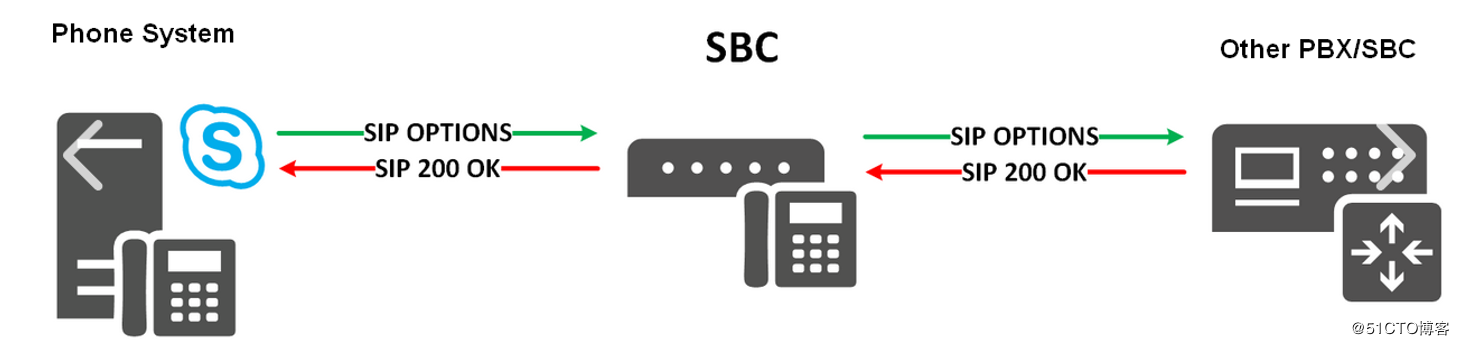 Phone System
SBC
Other PBX/SBC
S
SIP OPTIONS
SIP 200 OK
SIP OPTIONS
SIP 200 OK
@51CTO博客